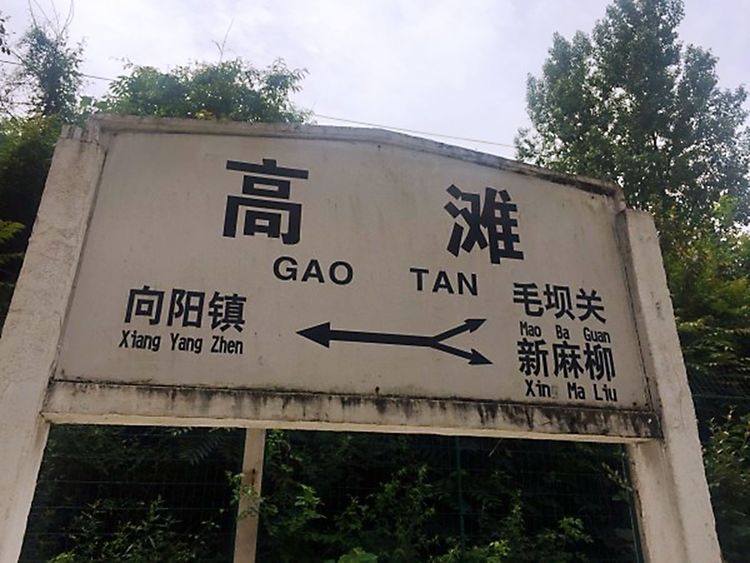 高 滩
GAO TAN
向阳镇
Xiang Yang Zhen
毛坝关
Mao Ba Guan
新麻柳
Xing Ma Liu